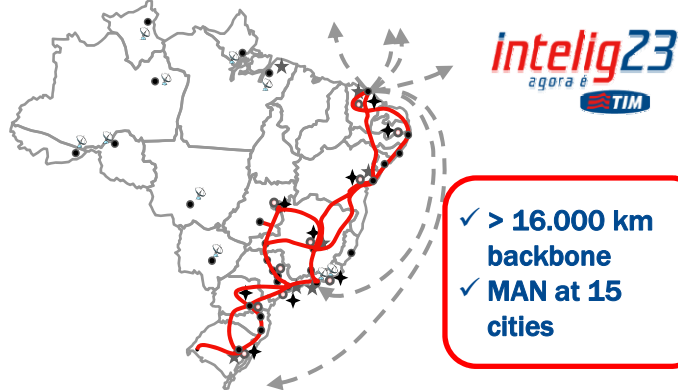 intelig23
agora é
TIM
✓ > 16.000 km
backbone
✓ MAN at 15
cities